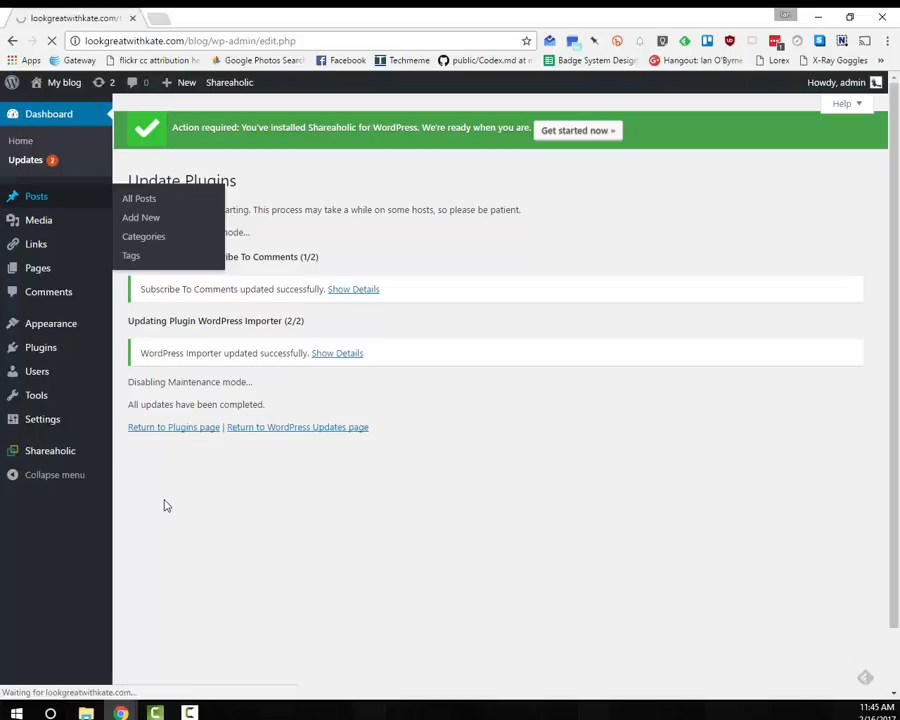 lookgreatwithkate.com/
Ian
lookgreatwithkate.com/blog/wp-admin/edit.php
Apps Gateway flickr cc attribution he Google Photos Search Facebook Techmeme public/Codex.md at m Badge System Design Hangout: Ian O'Byrne Lorex X-Ray Goggles
My blog 2 0 New Shareaholic Howdy, admin
Help
Dashboard
Home
Updates 2
Posts
Media
Links
Pages
Comments
Appearance
Plugins
Users
Tools
Settings
Shareaholic
Collapse menu
All Posts
Add New
Categories
Tags
Action required: You've installed Shareaholic for WordPress. We're ready when you are. Get started now »
Update Plugins
arting. This process may take a while on some hosts, so please be patient.
ode...
ibe To Comments (1/2)
Subscribe To Comments updated successfully. Show Details
Updating Plugin WordPress Importer (2/2)
WordPress Importer updated successfully. Show Details
Disabling Maintenance mode...
All updates have been completed.
Return to Plugins page | Return to WordPress Updates page
Waiting for lookgreatwithkate.com...
11:45 AM
2/16/2017